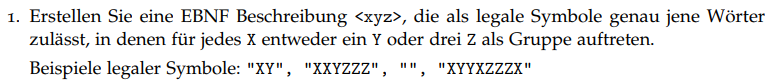 1. Erstellen Sie eine EBNF Beschreibung <xyz>, die als legale Symbole genau jene Wörter
zulässt, in denen für jedes X entweder ein Y oder drei Z als Gruppe auftreten.
Beispiele legaler Symbole: "XY", "XXYZZZ", "", "XYYXZZZX"